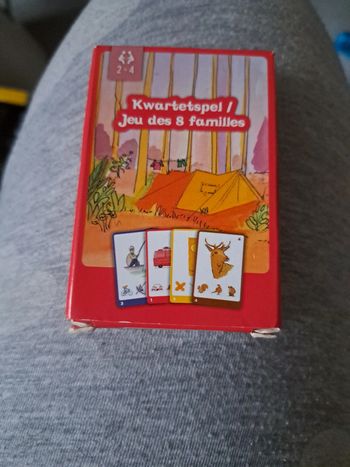 2-4
Kwartetspel /
Jeu des 8 familles